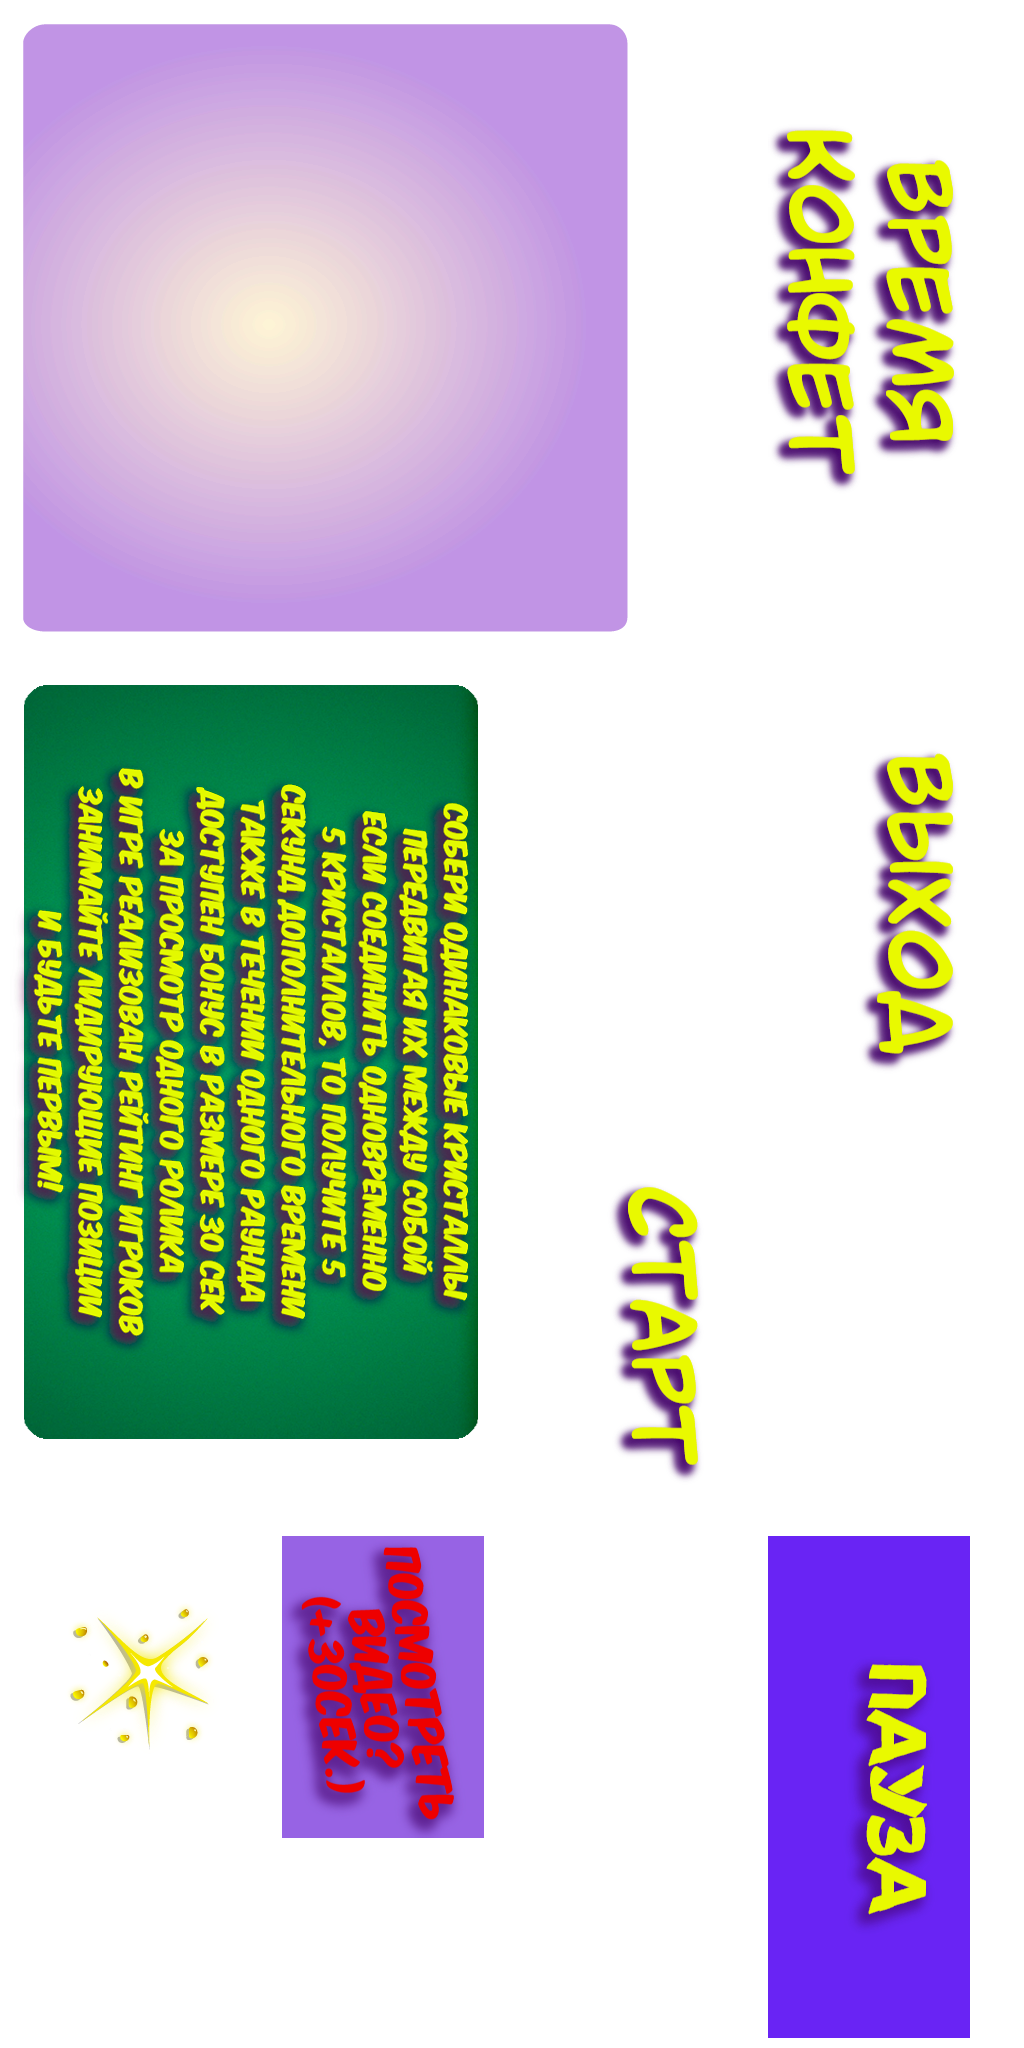 ВРЕМЯ
КОНФЕТ
СОБЕРИ ОДИНАКОВЫЕ КРИСТАЛЛЫ
ПЕРЕДВИГАЯ ИХ МЕЖДУ СОБОЙ
ЕСЛИ СОЕДИНИТЬ ОДНОВРЕМЕННО
5 КРИСТАЛЛОВ, ТО ПОЛУЧИТЕ 5
СЕКУНД ДОПОЛНИТЕЛЬНОГО ВРЕМЕНИ
ТАКЖЕ В ТЕЧЕНИИ ОДНОГО РАУНДА
ДОСТУПЕН БОНУС В РАЗМЕРЕ 30 СЕК
ЗА ПРОСМОТР ОДНОГО РОЛИКА
В ИГРЕ РЕАЛИЗОВАН РЕЙТИНГ ИГРОКОВ
ЗАНИМАЙТЕ ЛИДИРУЮЩИЕ ПОЗИЦИИ
И БУДЬТЕ ПЕРВЫМ!
ВЫХОД
СТАРТ
ПОСМОТРЕТЬ
ВИДЕО?
(+30СЕК.)
ПАУЗА